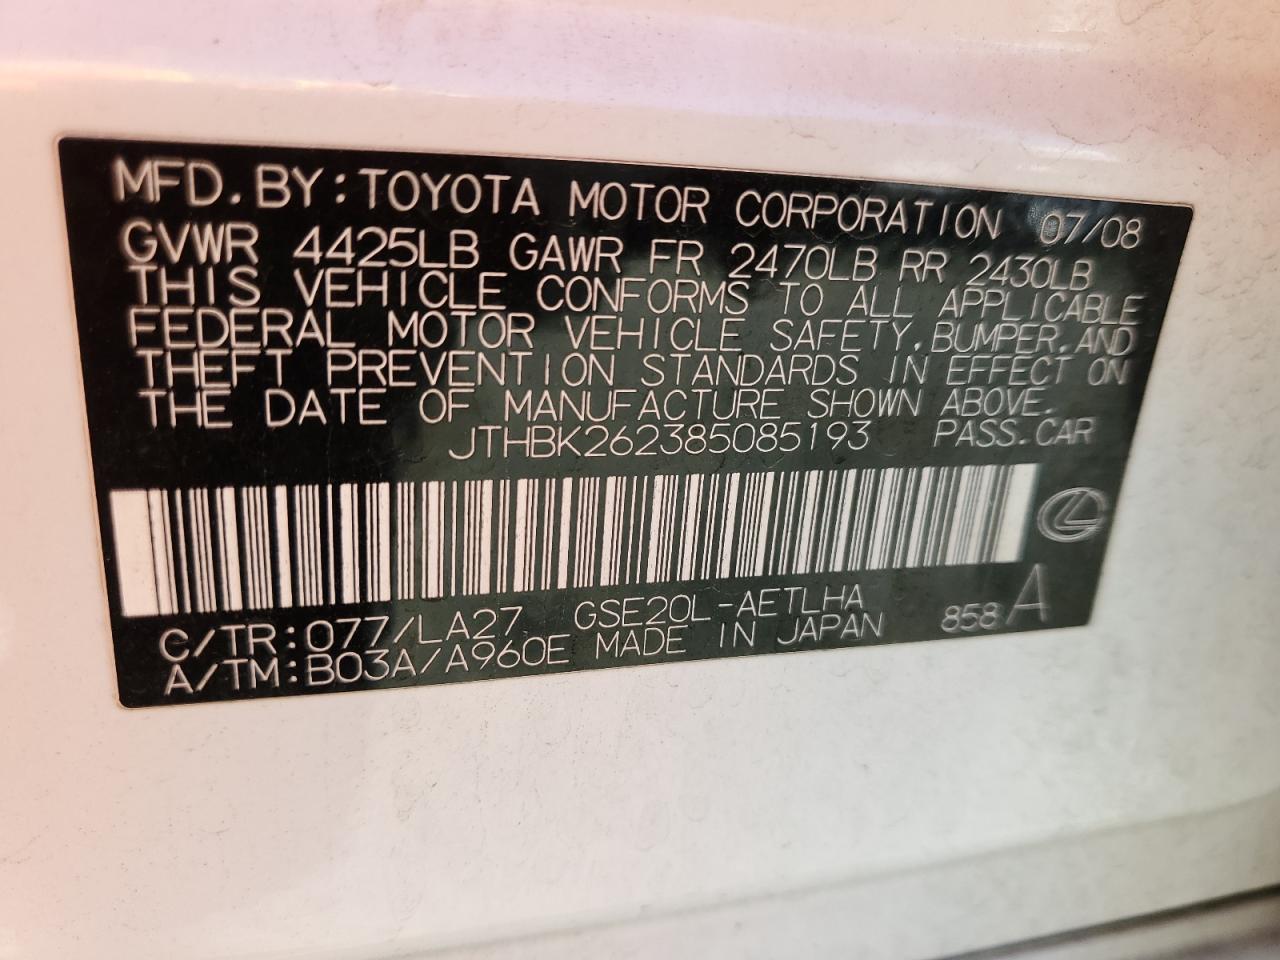 MFD. BY: TOYOTA MOTOR CORPORATION 07/08
GVWR 4425LB GAWR FR 2470LB RR 2430LB
THIS VEHICLE CONFORMS TO ALL APPLICABLE
FEDERAL MOTOR VEHICLE SAFETY, BUMPER, AND
THEFT PREVENTION STANDARDS IN EFFECT ON
THE DATE OF MANUFACTURE SHOWN ABOVE.
JTHBK262385085193 PASS. CAR
C/TR: 077/LA27 GSE20L-AETLHA 858 A
A/TM: B03A/A960E MADE IN JAPAN